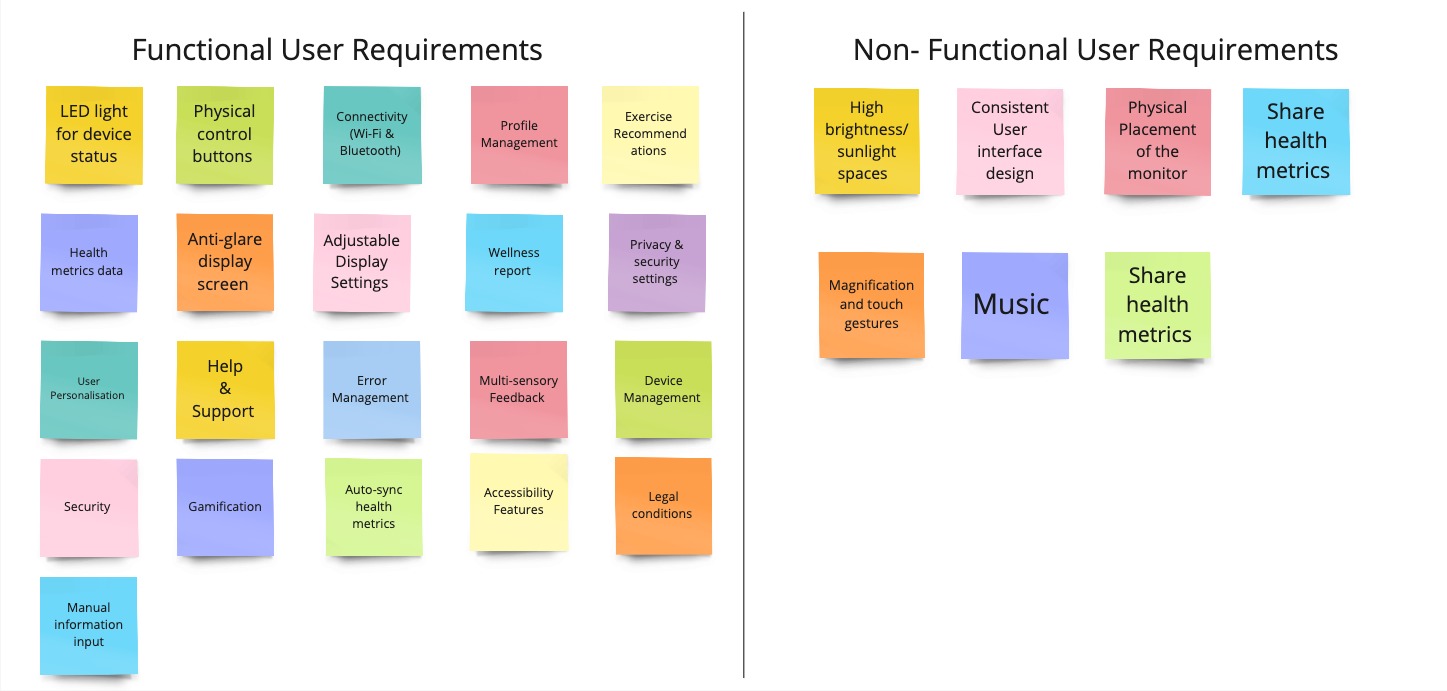 Functional User Requirements
LED light
for device
status
Physical
control
buttons
Connectivity
(Wi-Fi &
Bluetooth)
Profile
Management
Exercise
Recommend
ations
Health
metrics data
Anti-glare
display
screen
Adjustable
Display
Settings
Wellness
report
Privacy &
security
settings
User
Personalisation
Help
&
Support
Error
Management
Multi-sensory
Feedback
Device
Management
Security
Gamification
Auto-sync
health
metrics
Accessibility
Features
Legal
conditions
Manual
information
input
Non- Functional User Requirements
High
brightness/
sunlight
spaces
Consistent
User
interface
design
Physical
Placement
of the
monitor
Share
health
metrics
Magnification
and touch
gestures
Music
Share
health
metrics